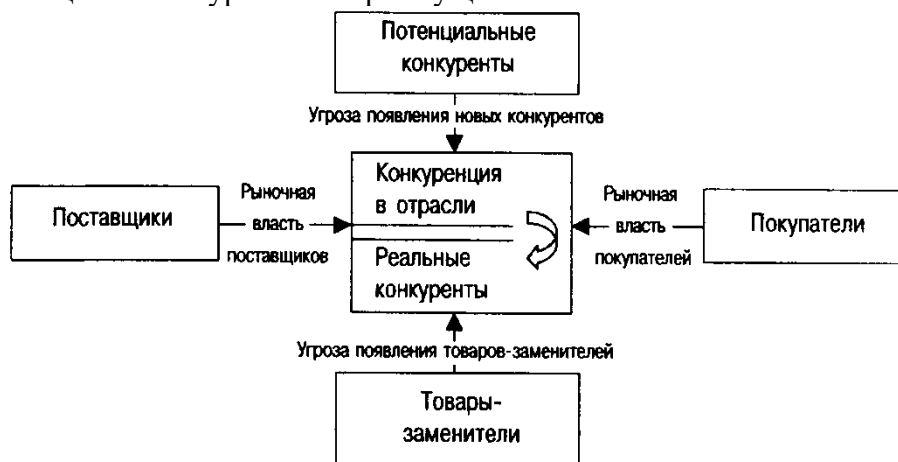 Потенциальные
конкуренты
Угроза появления новых конкурентов
Поставщики
Рыночная
власть
поставщиков
Конкуренция
в отрасли
Реальные
конкуренты
Рыночная
власть
покупателей
Покупатели
Угроза появления товаров-заменителей
Товары-
заменители